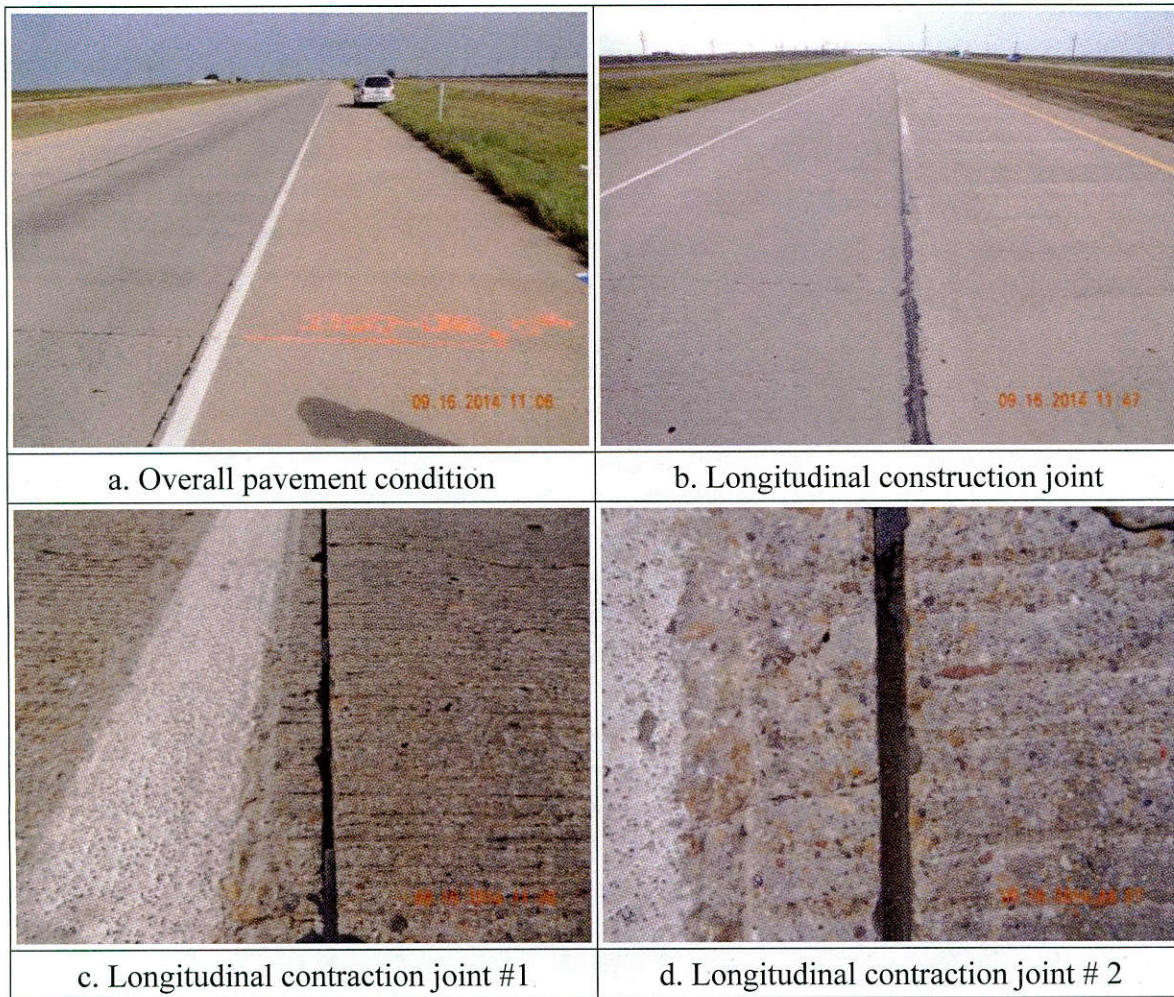 09.16 2014 11:06
09.16 2014 11:47
a. Overall pavement condition
b. Longitudinal construction joint
c. Longitudinal contraction joint #1
d. Longitudinal contraction joint # 2